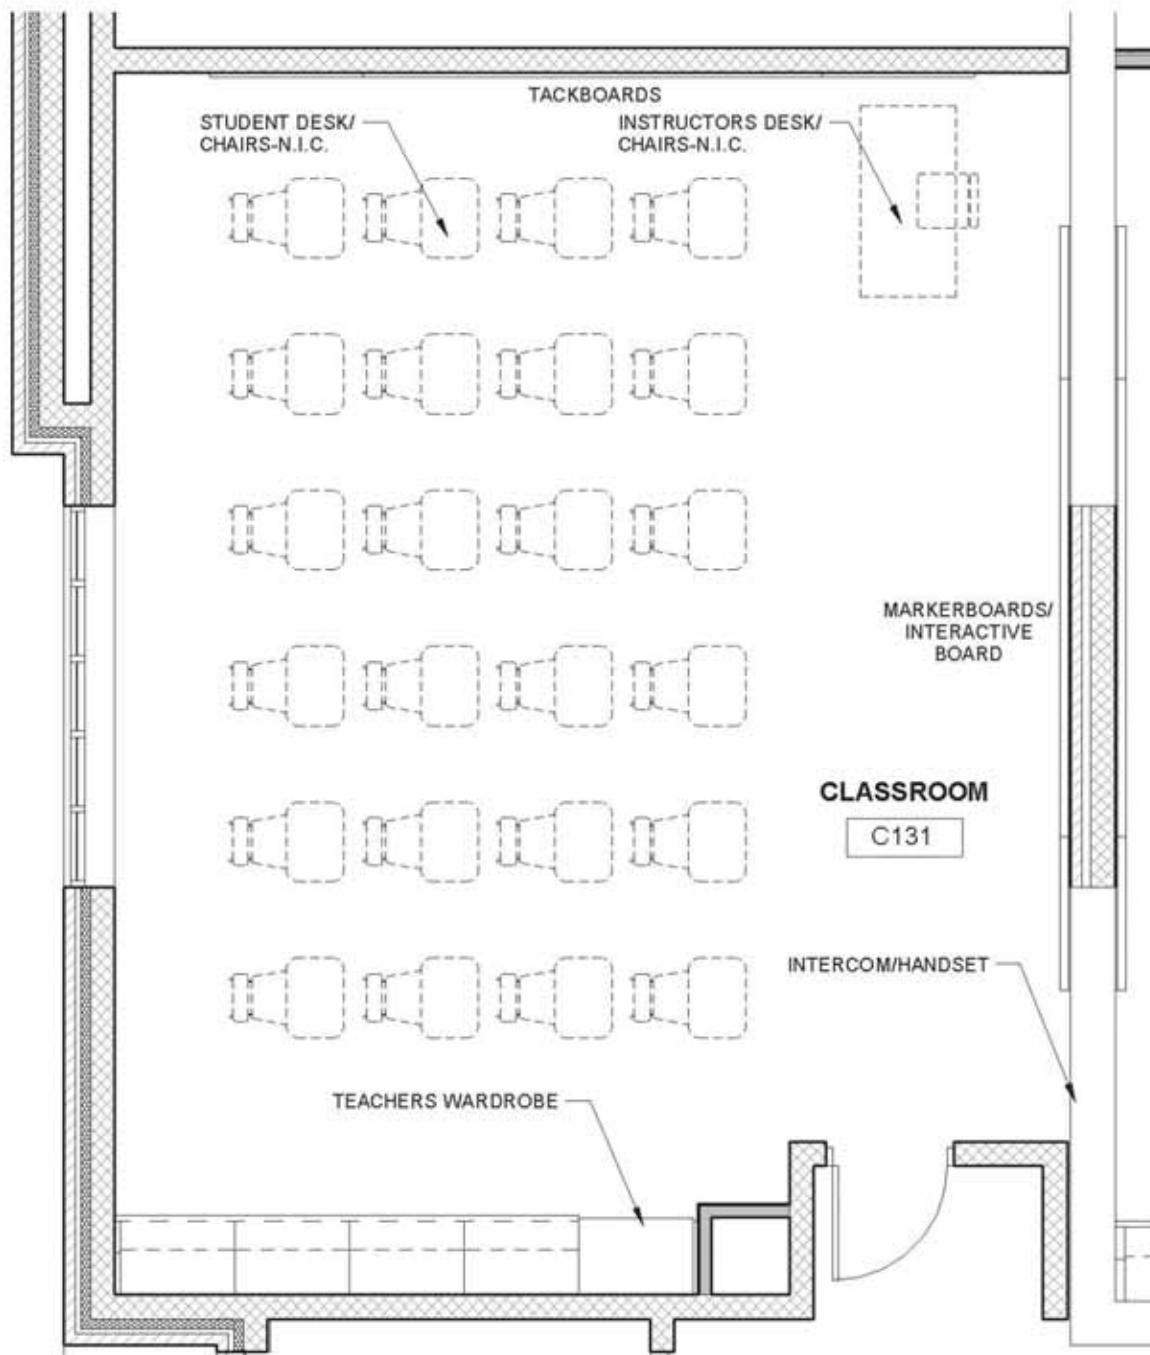 TACKBOARDS
STUDENT DESK/
CHAIRS-N.I.C.
INSTRUCTORS DESK/
CHAIRS-N.I.C.
MARKERBOARDS/
INTERACTIVE
BOARD
CLASSROOM
C131
INTERCOM/HANDSET
TEACHERS WARDROBE